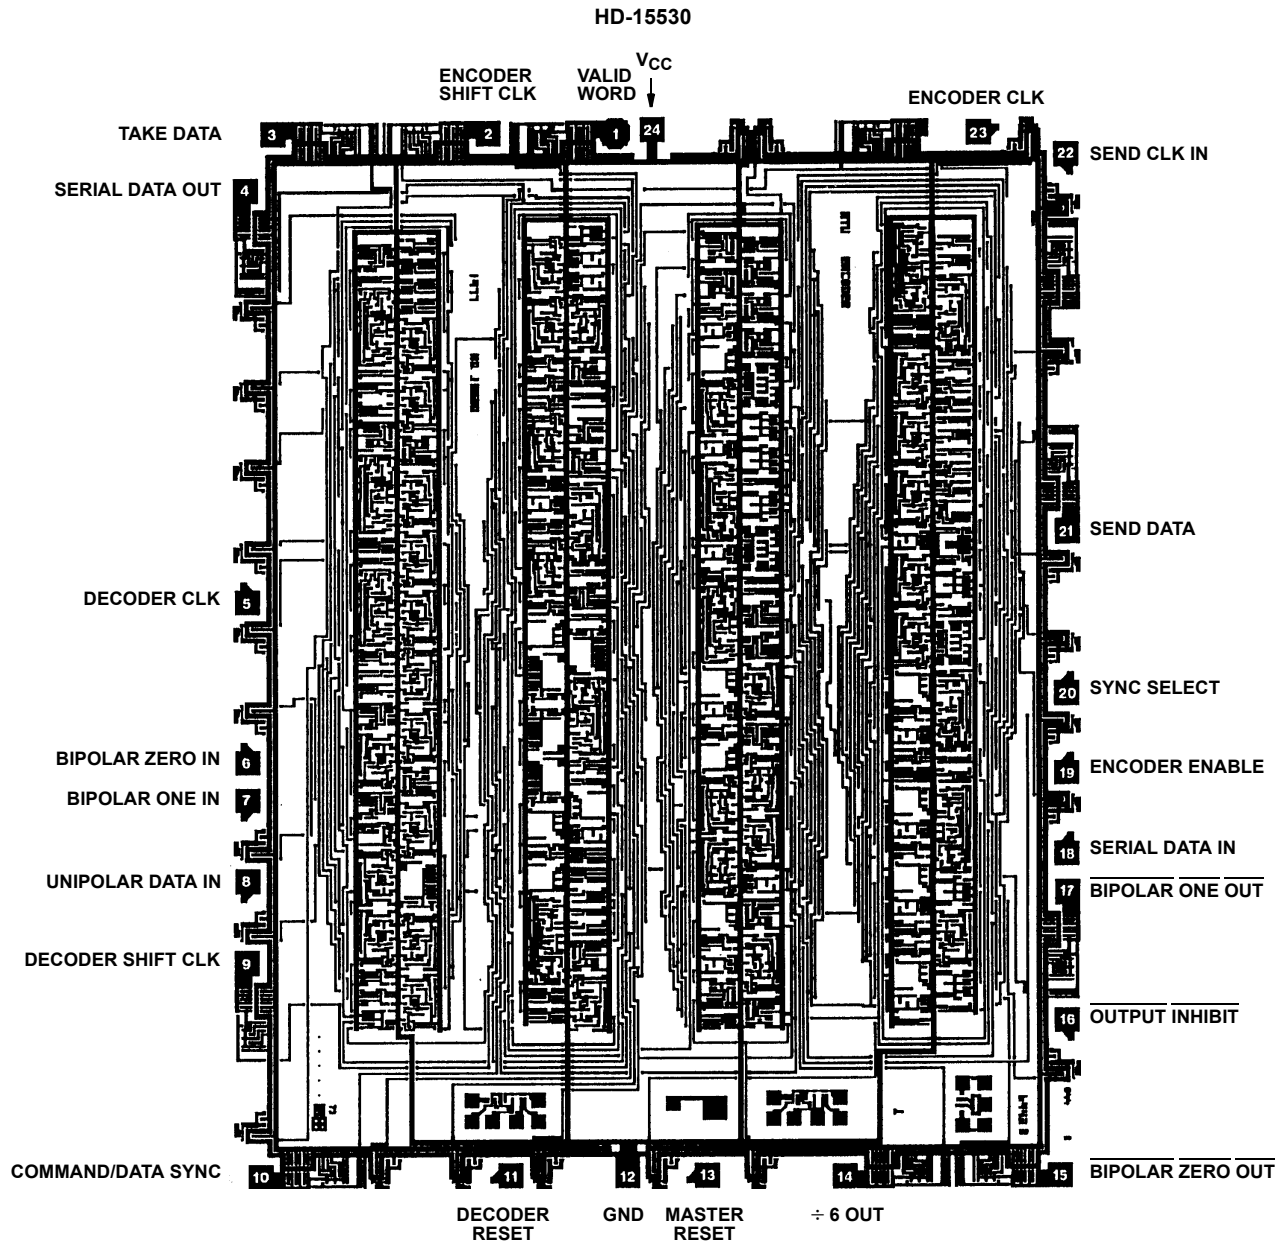 HD-15530
VCC
ENCODER
SHIFT CLK
VALID
WORD
ENCODER CLK
TAKE DATA
3
2
1
24
23
22
SEND CLK IN
SERIAL DATA OUT
4
21
SEND DATA
DECODER CLK
5
20
SYNC SELECT
BIPOLAR ZERO IN
6
19
ENCODER ENABLE
BIPOLAR ONE IN
7
18
SERIAL DATA IN
UNIPOLAR DATA IN
8
17
BIPOLAR ONE OUT
DECODER SHIFT CLK
9
16
OUTPUT INHIBIT
COMMAND/DATA SYNC
10
11
12
13
14
15
BIPOLAR ZERO OUT
DECODER
RESET
GND
MASTER
RESET
÷ 6 OUT